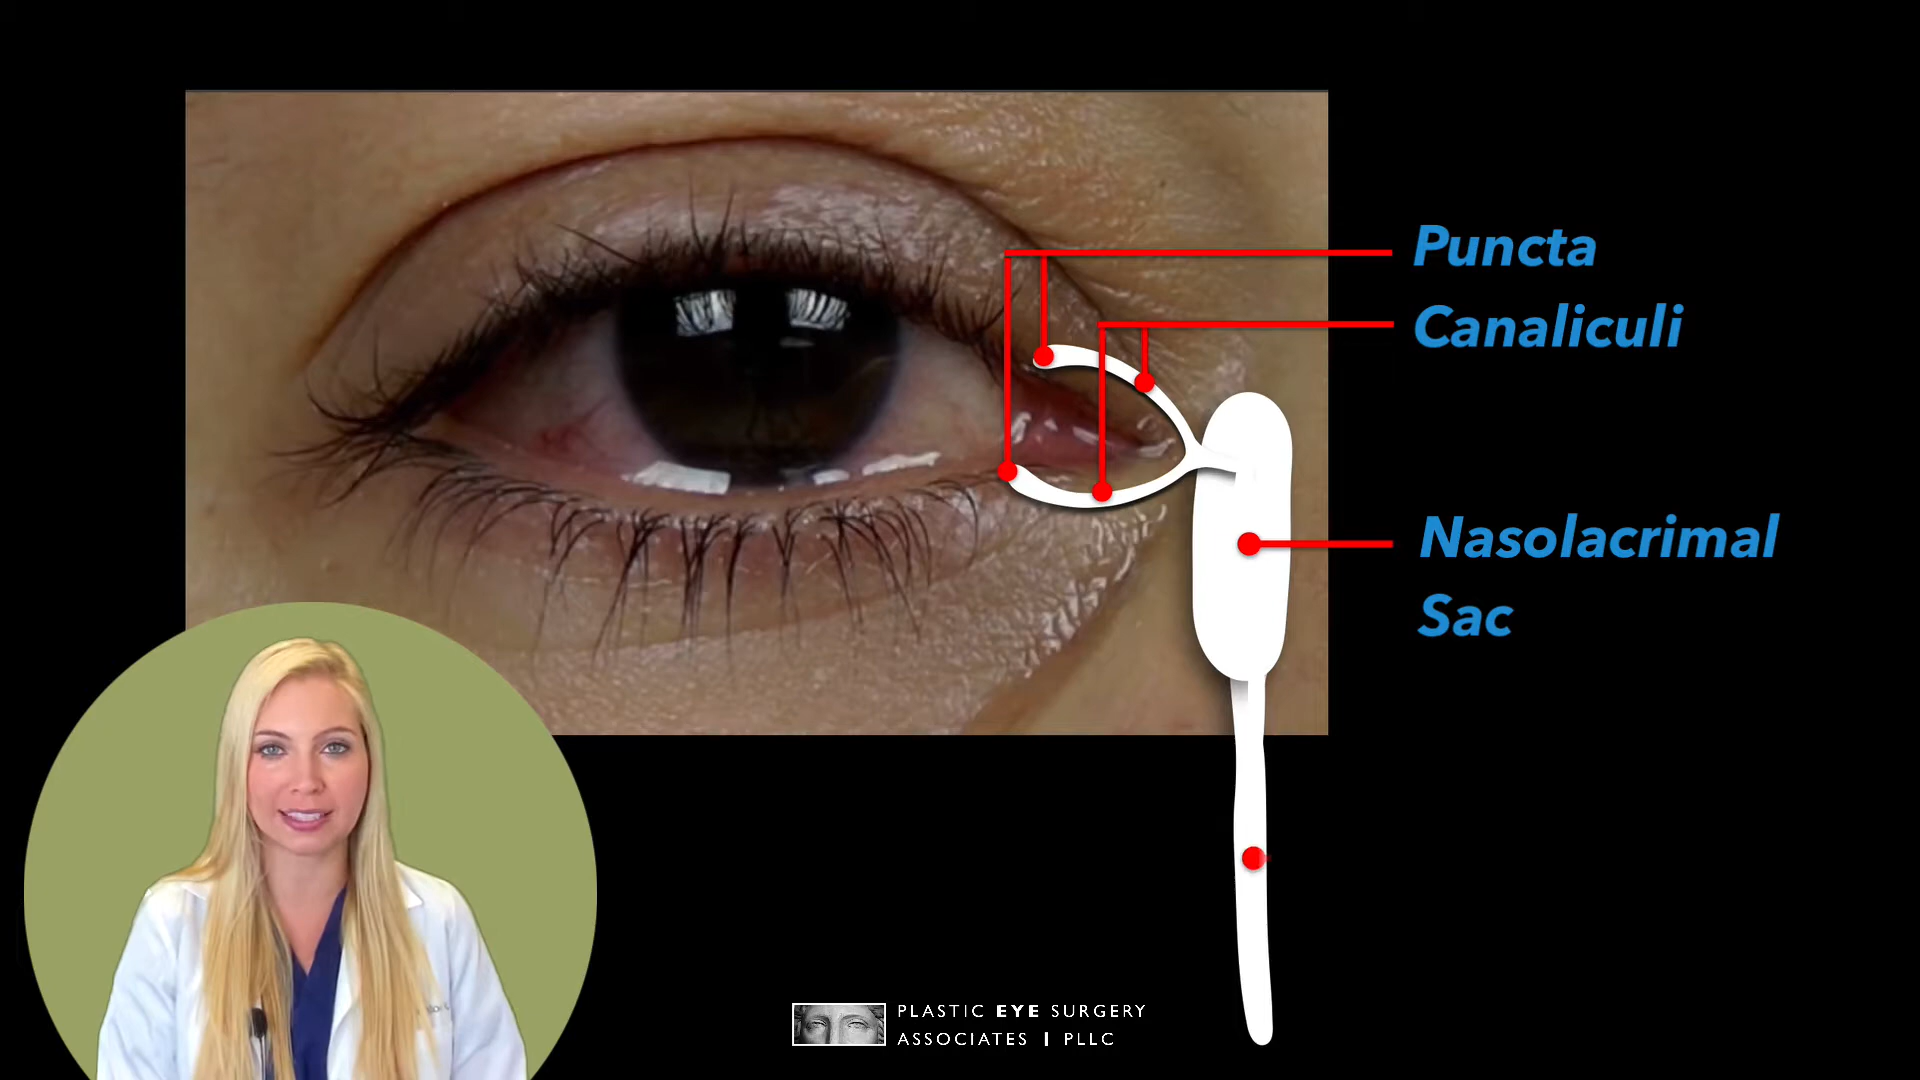 Puncta
Canaliculi
Nasolacrimal
Sac
PLASTIC EYE SURGERY
ASSOCIATES | PLLC